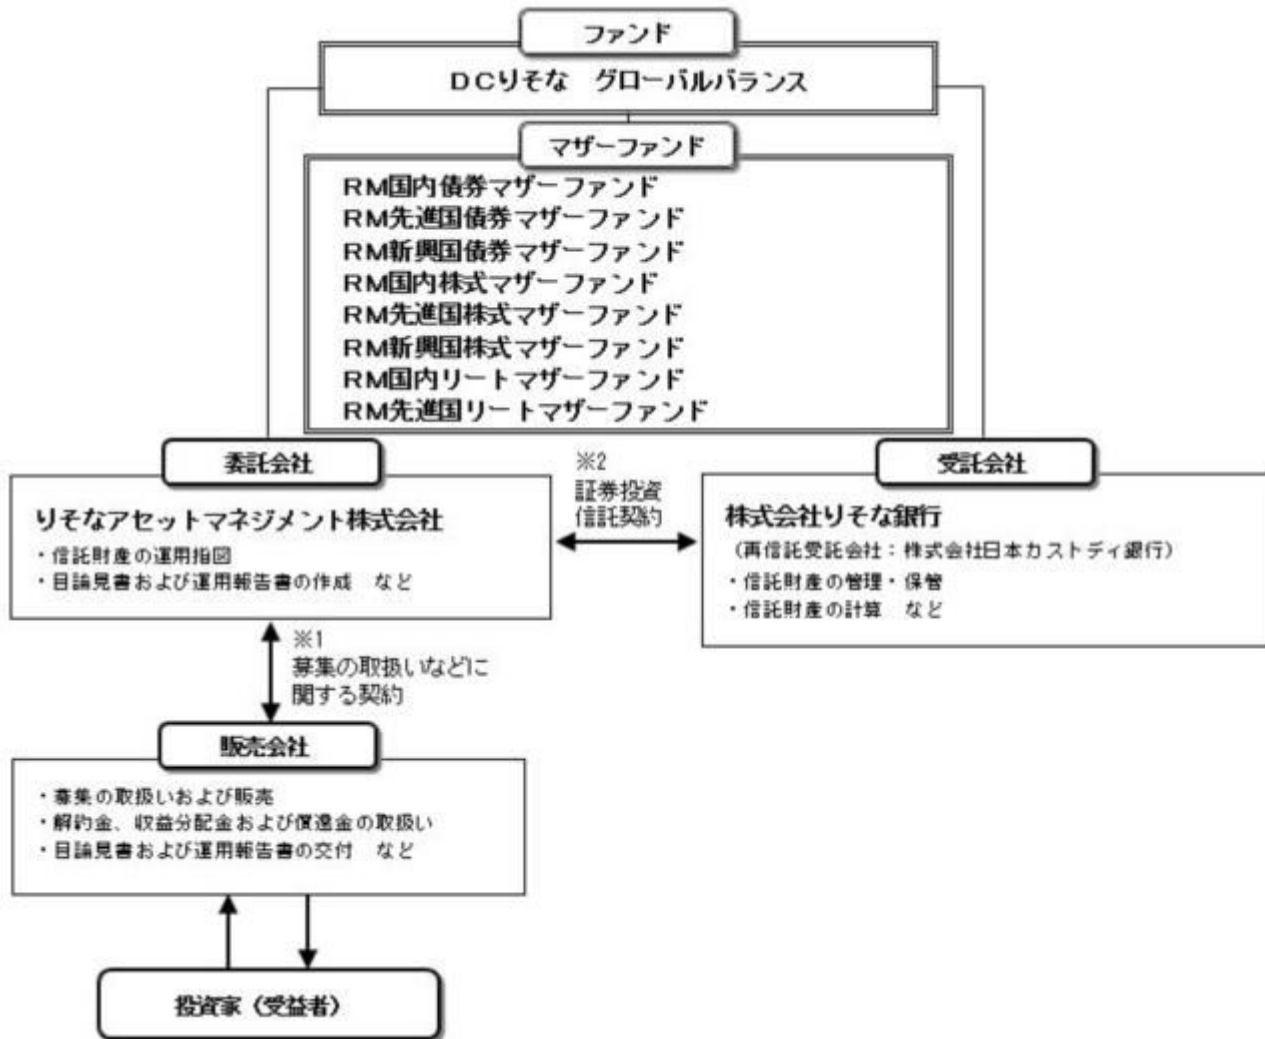 ファンド
DCりそな　グローバルバランス
マザーファンド
RM国内債券マザーファンド
RM先進国債券マザーファンド
RM新興国債券マザーファンド
RM国内株式マザーファンド
RM先進国株式マザーファンド
RM新興国株式マザーファンド
RM国内リートマザーファンド
RM先進国リートマザーファンド
委託会社
りそなアセットマネジメント株式会社
・信託財産の運用指図
・目論見書および運用報告書の作成　など
※2
証券投資
信託契約
受託会社
株式会社りそな銀行
（再信託受託会社：株式会社日本カストディ銀行）
・信託財産の管理・保管
・信託財産の計算　など
※1
募集の取扱いなどに
関する契約
販売会社
・募集の取扱いおよび販売
・解約金、収益分配金および償還金の取扱い
・目論見書および運用報告書の交付　など
投資家（受益者）